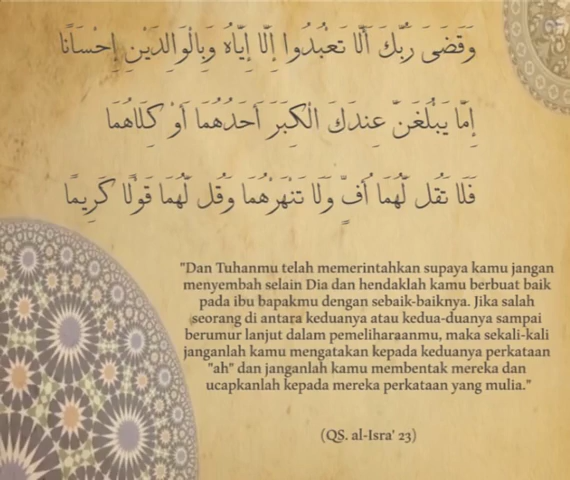 وَقَضَى رَبُّكَ أَلَّا تَعْبُدُوا إِلَّا إِيَّاهُ وَبِالْوَالِدَيْنِ إِحْسَانًا
إِمَّا يَبْلُغَنَّ عِندَكَ الْكِبَرَ أَحَدُهُمَا أَوْ كِلَاهُمَا
فَلَا تَقُل لَّهُمَا أُفٍّ وَلَا تَنْهَرْهُمَا وَقُل لَّهُمَا قَوْلًا كَرِيمًا
"Dan Tuhanmu telah memerintahkan supaya kamu jangan
menyembah selain Dia dan hendaklah kamu berbuat baik
pada ibu bapakmu dengan sebaik-baiknya. Jika salah
seorang di antara keduanya atau kedua-duanya sampai
berumur lanjut dalam pemeliharaanmu, maka sekali-kali
janganlah kamu mengatakan kepada keduanya perkataan
"ah" dan janganlah kamu membentak mereka dan
ucapkanlah kepada mereka perkataan yang mulia."
(QS. al-Isra' 23)